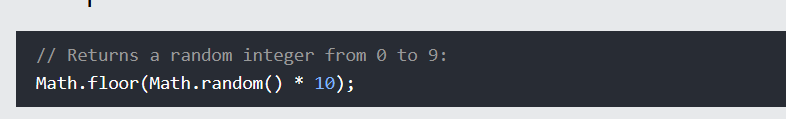 // Returns a random integer from 0 to 9:
Math.floor(Math.random() * 10);